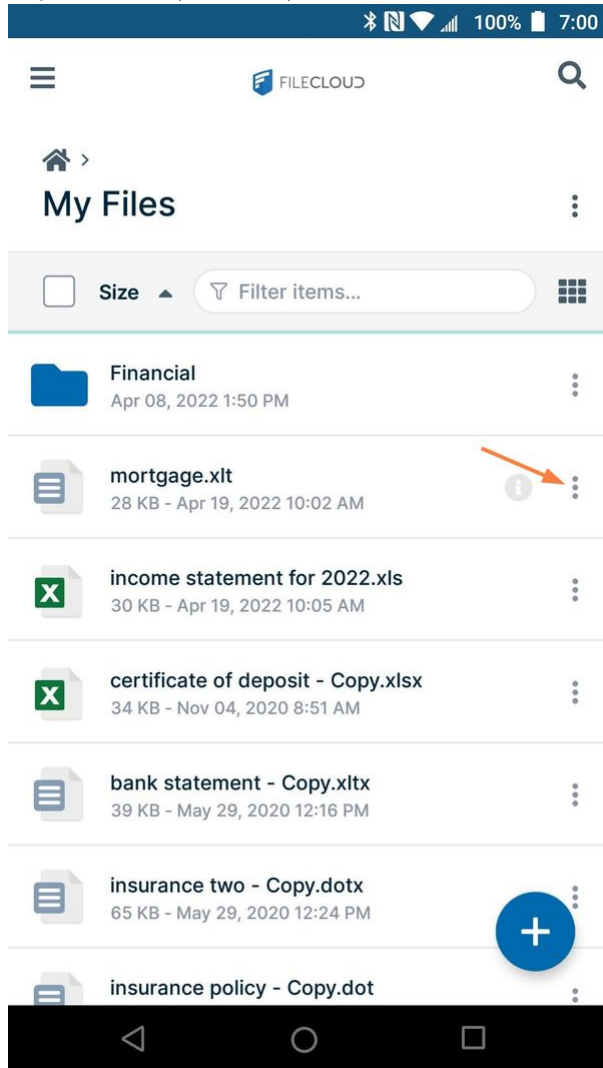 100% 7:00
FILECLOUD
My Files
Size Filter items...
Financial
Apr 08, 2022 1:50 PM
mortgage.xlt
28 KB - Apr 19, 2022 10:02 AM
income statement for 2022.xls
30 KB - Apr 19, 2022 10:05 AM
certificate of deposit - Copy.xlsx
34 KB - Nov 04, 2020 8:51 AM
bank statement - Copy.xltx
39 KB - May 29, 2020 12:16 PM
insurance two - Copy.dotx
65 KB - May 29, 2020 12:24 PM
insurance policy - Copy.dot